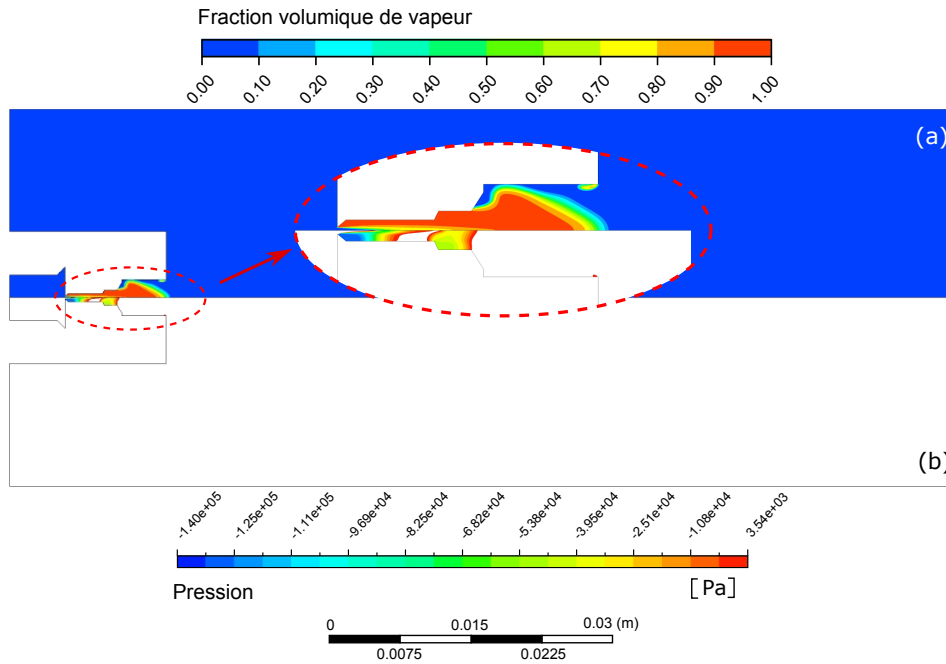 Fraction volumique de vapeur
0.00 0.10 0.20 0.30 0.40 0.50 0.60 0.70 0.80 0.90 1.00
(a)
(b)
-1.40e+05 -1.25e+05 -1.11e+05 -9.69e+04 -8.25e+04 -6.82e+04 -5.38e+04 -3.95e+04 -2.51e+04 -1.08e+04 3.54e+03
Pression [Pa]
0 0.015 0.03 (m)
0.0075 0.0225